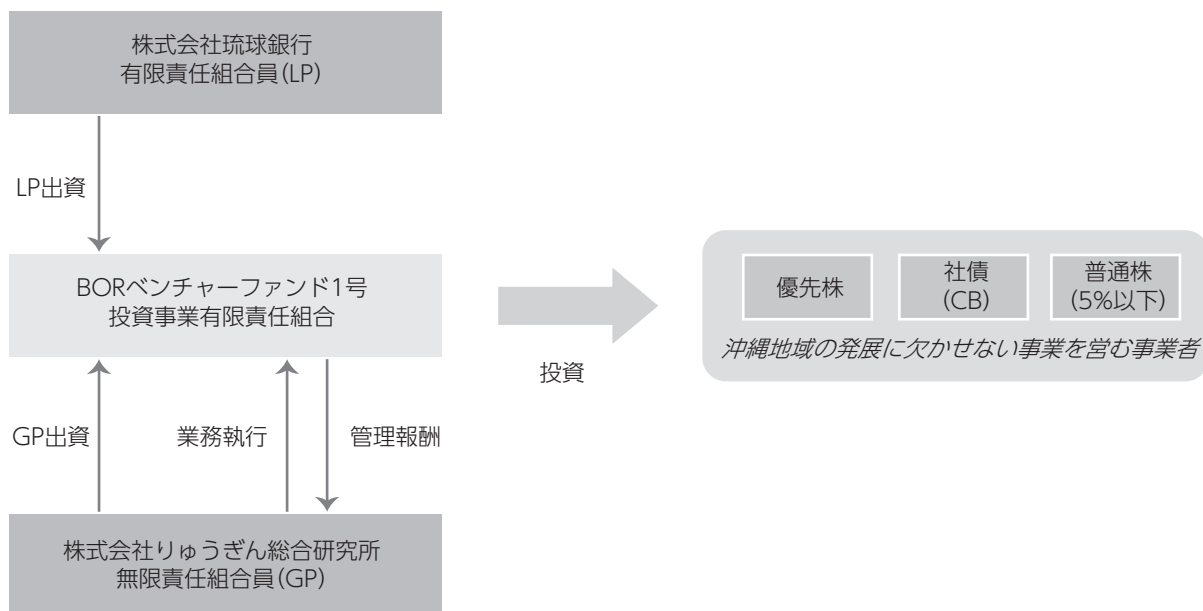 株式会社琉球銀行
有限責任組合員(LP)
LP出資
BORベンチャーファンド1号
投資事業有限責任組合
GP出資
業務執行
管理報酬
株式会社りゅうぎん総合研究所
無限責任組合員(GP)
投資
優先株
社債
(CB)
普通株
(5%以下)
沖縄地域の発展に欠かせない事業を営む事業者